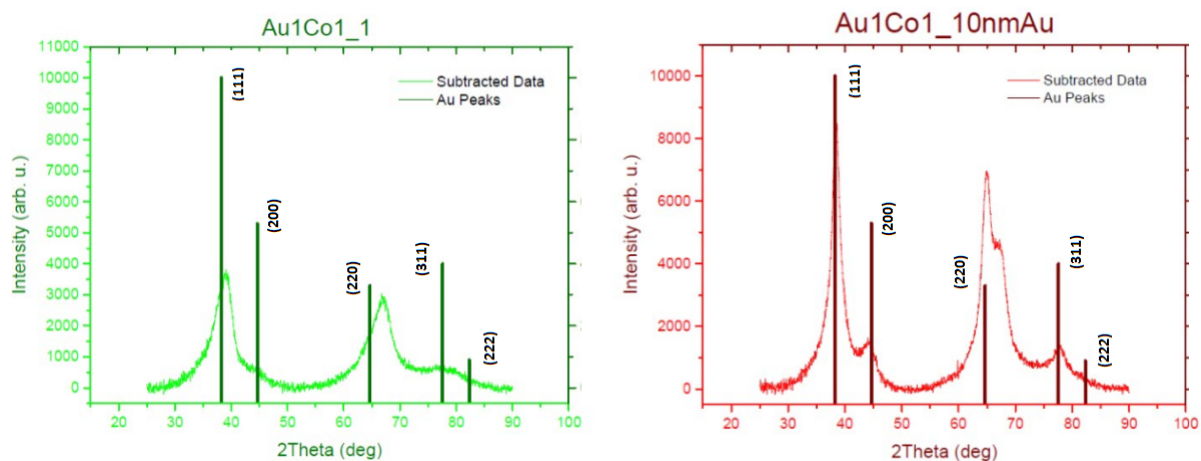 Au1Co1_1
11000
10000
9000
8000
7000
6000
5000
4000
3000
2000
1000
0
Intensity (arb. u.)
Subtracted Data
Au Peaks
(111)
(200)
(220)
(311)
(222)
20 30 40 50 60 70 80 90 100
2Theta (deg)
Au1Co1_10nmAu
10000
8000
6000
4000
2000
0
Intensity (arb. u.)
Subtracted Data
Au Peaks
(111)
(200)
(220)
(311)
(222)
20 30 40 50 60 70 80 90 100
2Theta (deg)